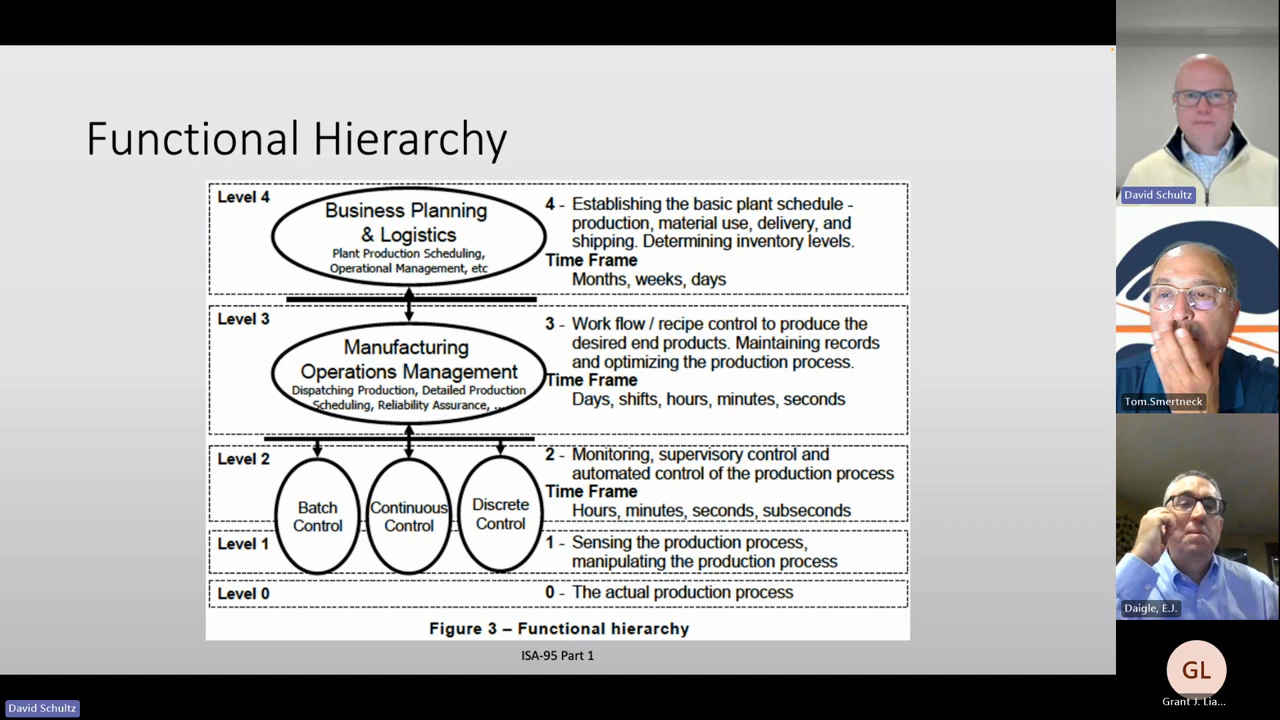 Functional Hierarchy
Level 4
Business Planning
& Logistics
Plant Production Scheduling,
Operational Management, etc
4 - Establishing the basic plant schedule -
production, material use, delivery, and
shipping. Determining inventory levels.
Time Frame
Months, weeks, days
Level 3
Manufacturing
Operations Management
Dispatching Production, Detailed Production
Scheduling, Reliability Assurance, ...
3 - Work flow / recipe control to produce the
desired end products. Maintaining records
and optimizing the production process.
Time Frame
Days, shifts, hours, minutes, seconds
Level 2
Batch
Control
Continuous
Control
Discrete
Control
2 - Monitoring, supervisory control and
automated control of the production process
Time Frame
Hours, minutes, seconds, subseconds
Level 1
1 - Sensing the production process,
manipulating the production process
Level 0
0 - The actual production process
Figure 3 – Functional hierarchy
ISA-95 Part 1
David Schultz
David Schultz
Tom.Smertneck
Daigle, E.J.
GL
Grant J. Lia...